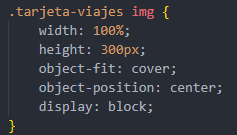 .tarjeta-viajes img {
    width: 100%;
    height: 300px;
    object-fit: cover;
    object-position: center;
    display: block;
}